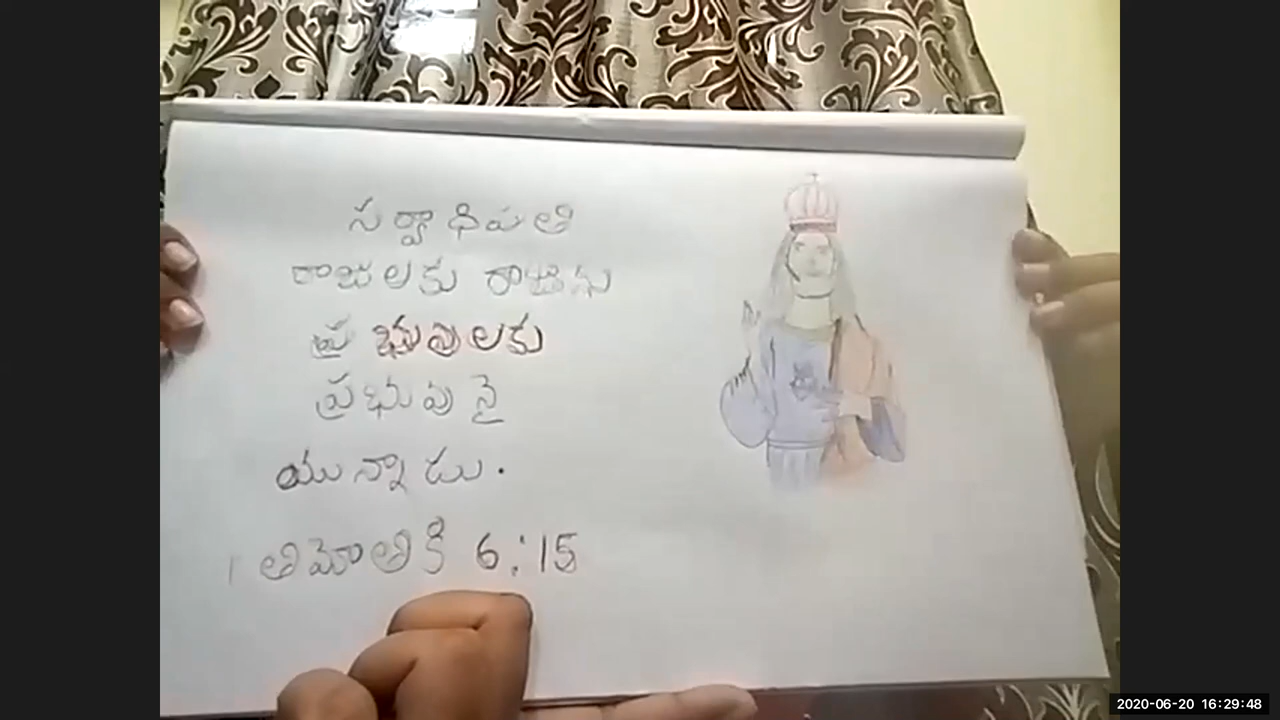 సర్వాధిపతి
రాజులకు రాజును
ప్రభువులకు
ప్రభువునై
యున్నాడు.
1 తిమోతికి 6:15
2020-06-20 16:29:48